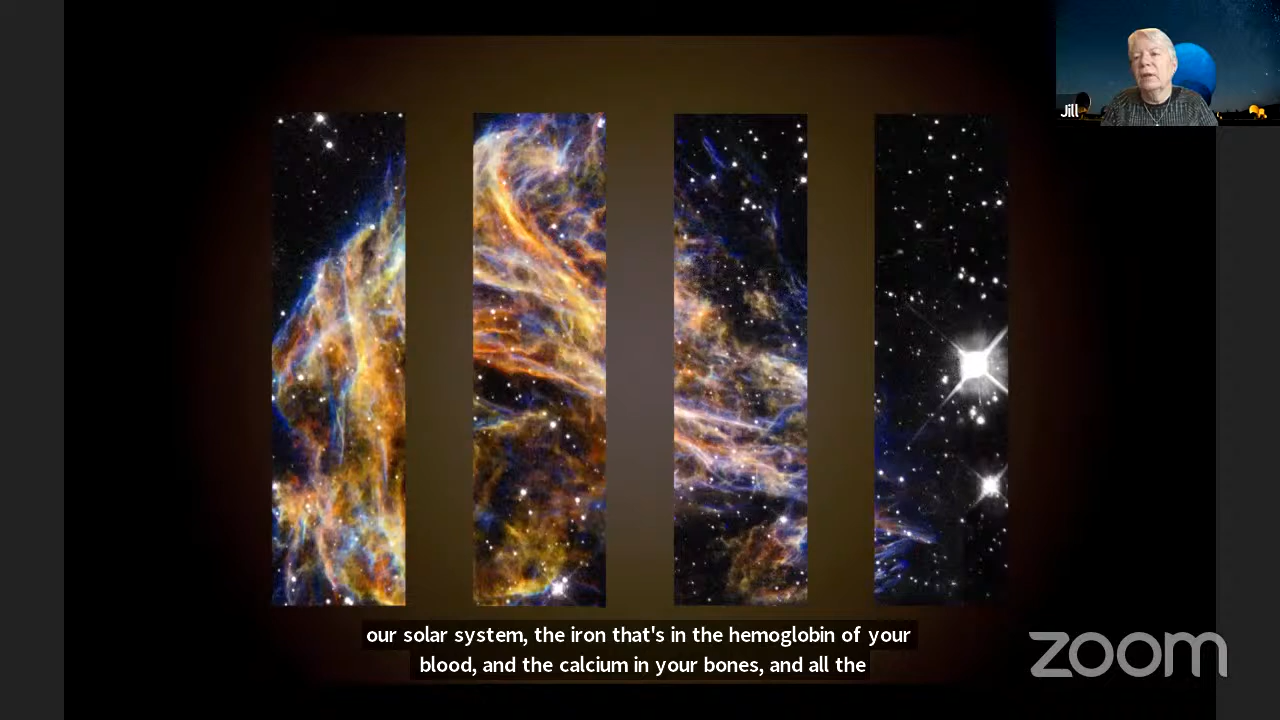 Jill
our solar system, the iron that's in the hemoglobin of your
blood, and the calcium in your bones, and all the
zoom